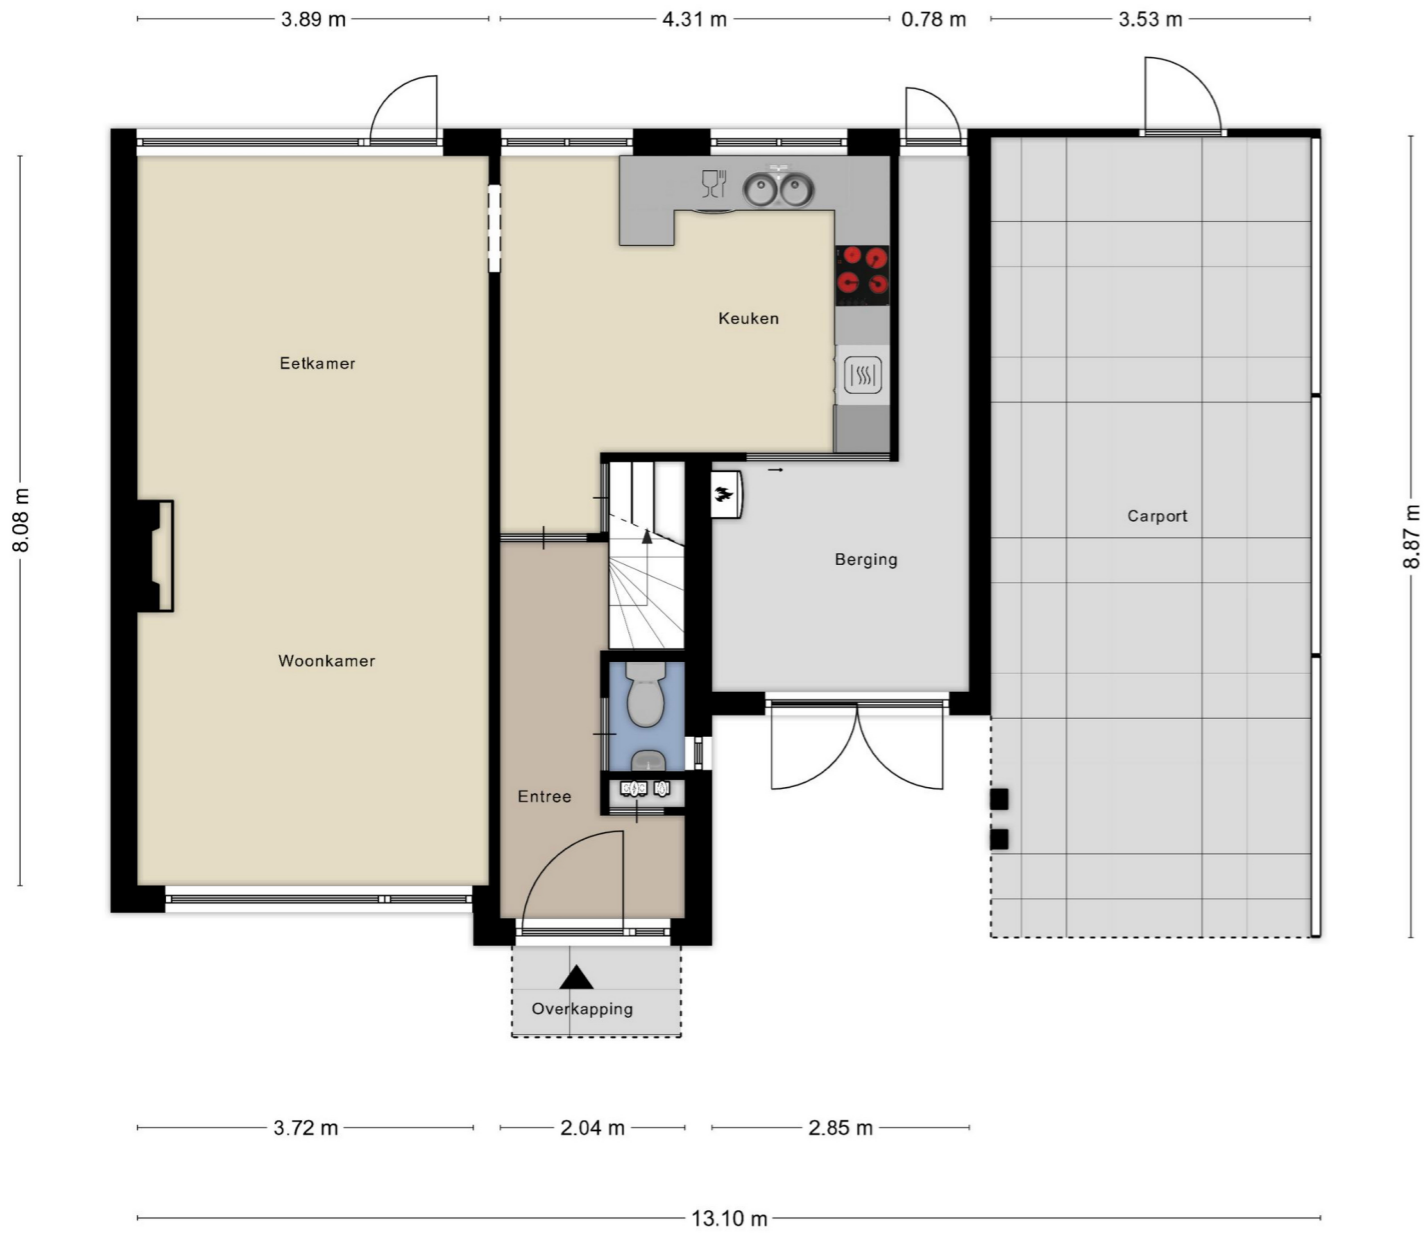 3.89 m
4.31 m
0.78 m
3.53 m
Keuken
Eetkamer
8.08 m
Carport
8.87 m
Berging
Woonkamer
Entree
Overkapping
3.72 m
2.04 m
2.85 m
13.10 m